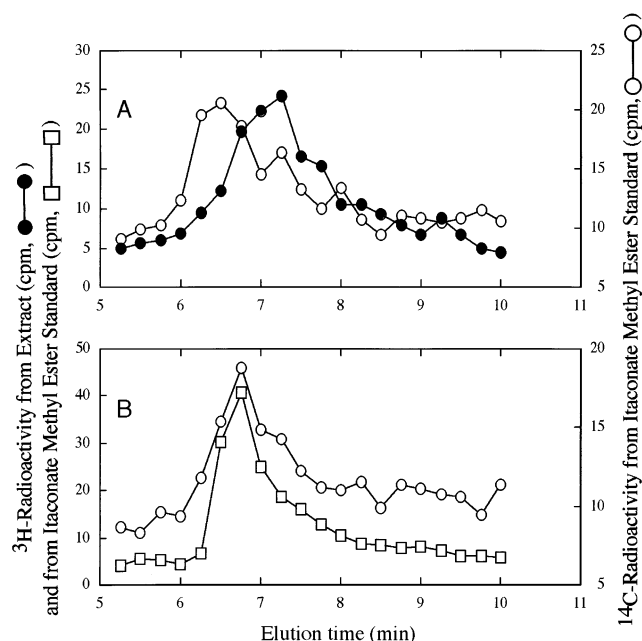 ³H-Radioactivity from Extract (cpm, ●—●)
and from Itaconate Methyl Ester Standard (cpm, □—□)
A
30
25
20
15
10
5
0
25
20
15
10
5
5 6 7 8 9 10 11
B
50
40
30
20
10
0
20
15
10
5
5 6 7 8 9 10 11
Elution time (min)
¹⁴C-Radioactivity from Itaconate Methyl Ester Standard (cpm, ○—○)